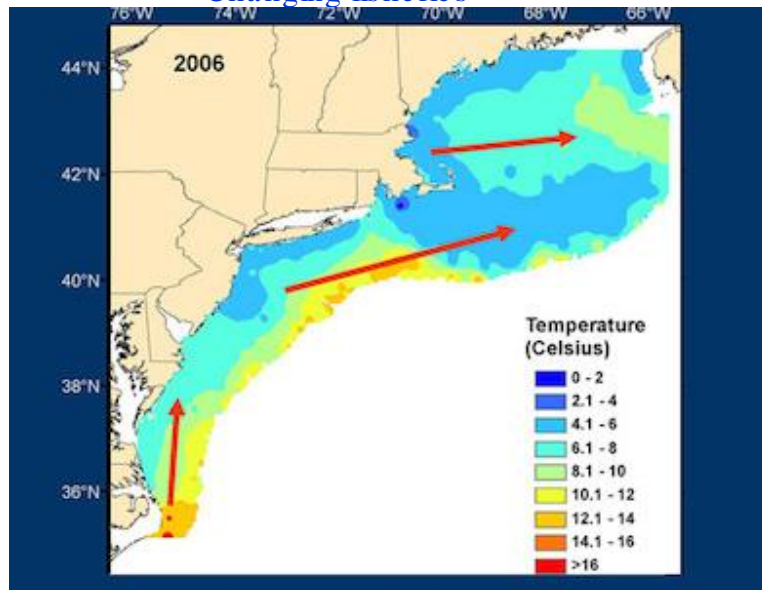 Changing fisheries
76°W 74°W 72°W 70°W 68°W 66°W
2006
44°N
42°N
40°N
38°N
36°N
Temperature
(Celsius)
0 - 2
2.1 - 4
4.1 - 6
6.1 - 8
8.1 - 10
10.1 - 12
12.1 - 14
14.1 - 16
>16